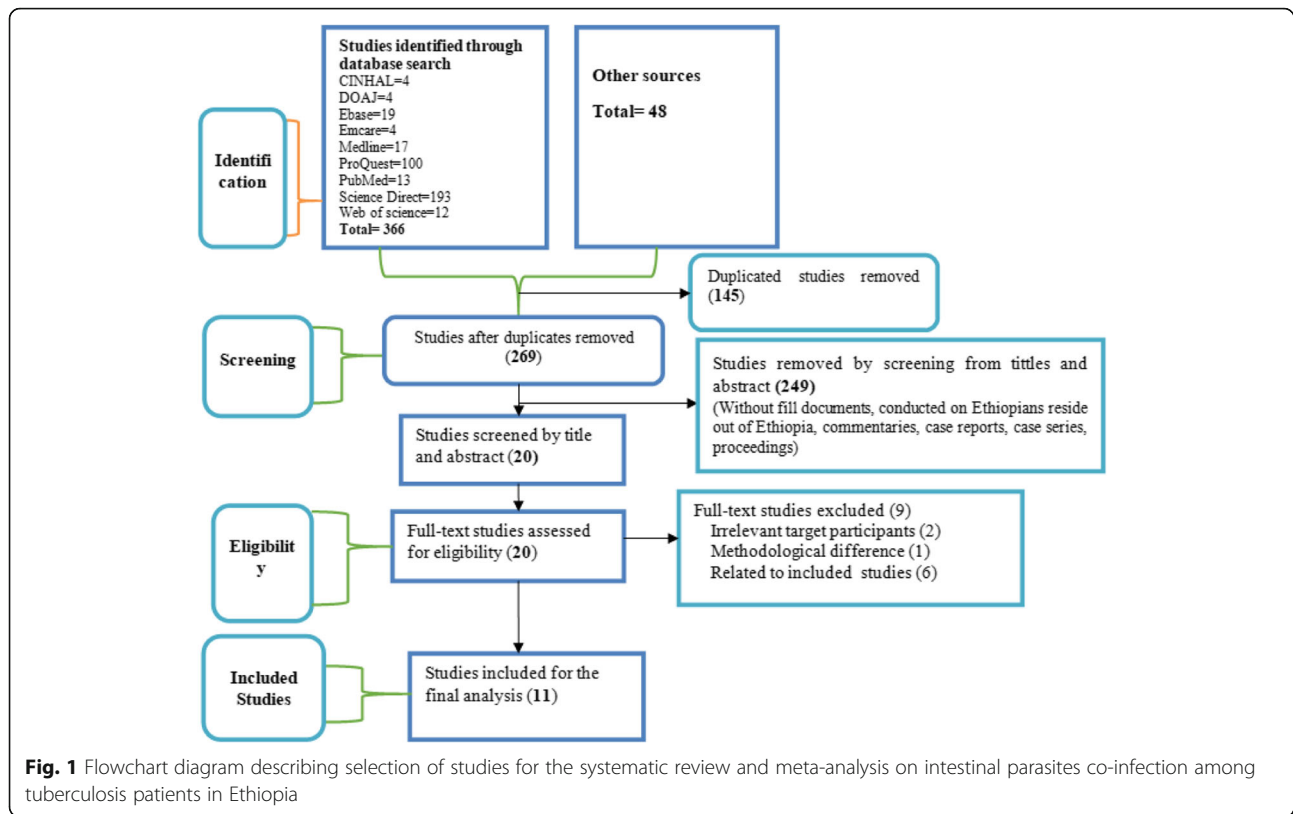 Studies identified through
database search
CINHAL=4
DOAJ=4
Ebase=19
Emcare=4
Medline=17
ProQuest=100
PubMed=13
Science Direct=193
Web of science=12
Total= 366
Other sources
Total= 48
Identifi
cation
Duplicated studies removed
(145)
Screening
Studies after duplicates removed
(269)
Studies removed by screening from tittles and
abstract (249)
(Without fill documents, conducted on Ethiopians reside
out of Ethiopia, commentaries, case reports, case series,
proceedings)
Studies screened by title
and abstract (20)
Eligibilit
y
Full-text studies assessed
for eligibility (20)
Full-text studies excluded (9)
Irrelevant target participants (2)
Methodological difference (1)
Related to included studies (6)
Included
Studies
Studies included for the
final analysis (11)
Fig. 1 Flowchart diagram describing selection of studies for the systematic review and meta-analysis on intestinal parasites co-infection among
tuberculosis patients in Ethiopia